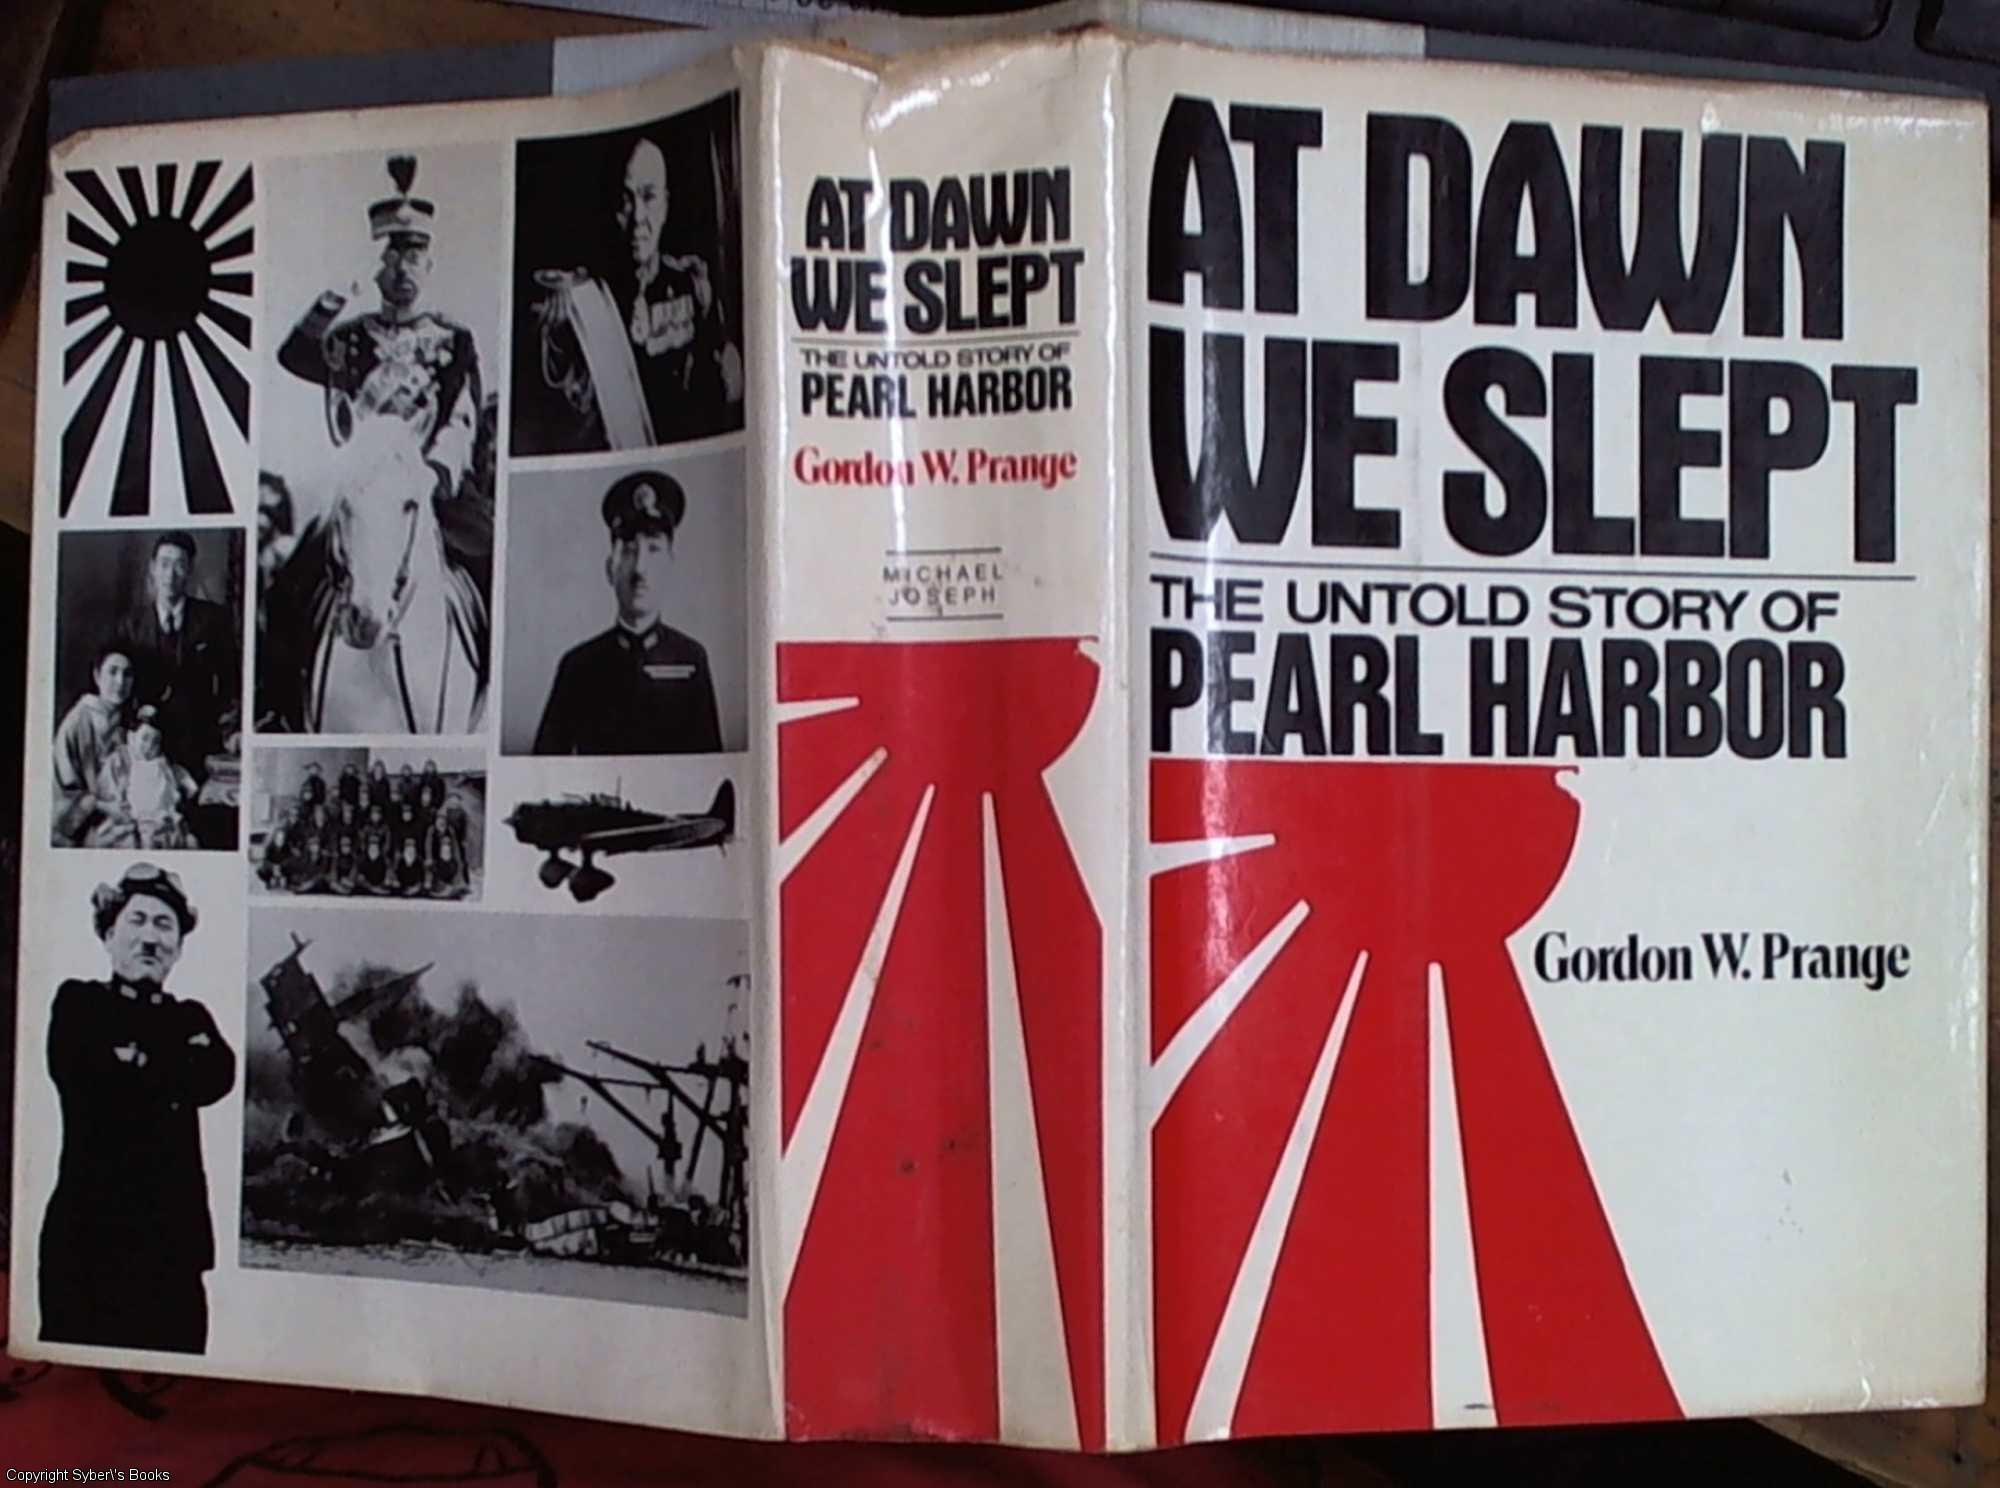 AT DAWN
WE SLEPT
THE UNTOLD STORY OF
PEARL HARBOR
Gordon W. Prange
MICHAEL
JOSEPH
AT DAWN
WE SLEPT
THE UNTOLD STORY OF
PEARL HARBOR
Gordon W. Prange
Copyright Syber\'s Books